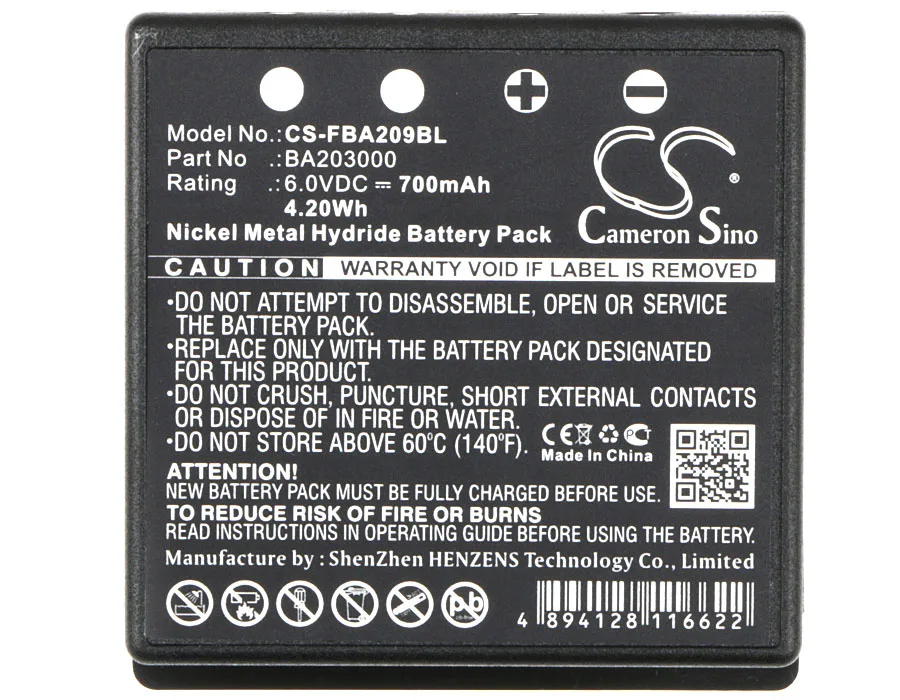 Model No.:CS-FBA209BL
Part No .:BA203000
Rating .:6.0VDC ⎓ 700mAh
4.20Wh
Nickel Metal Hydride Battery Pack
CS®
Cameron Sino
CAUTION WARRANTY VOID IF LABEL IS REMOVED
•DO NOT ATTEMPT TO DISASSEMBLE, OPEN OR SERVICE
THE BATTERY PACK.
•REPLACE ONLY WITH THE BATTERY PACK DESIGNATED
FOR THIS PRODUCT.
•DO NOT CRUSH, PUNCTURE, SHORT EXTERNAL CONTACTS
OR DISPOSE OF IN FIRE OR WATER.
•DO NOT STORE ABOVE 60°C (140°F).
CE
Made In China
ATTENTION!
NEW BATTERY PACK MUST BE FULLY CHARGED BEFORE USE.
TO REDUCE RISK OF FIRE OR BURNS
READ INSTRUCTIONS IN OPERATING GUIDE BEFORE USING THE BATTERY.
Manufacture by : ShenZhen HENZENS Technology Co., Limited
Pb
4 894128 116622